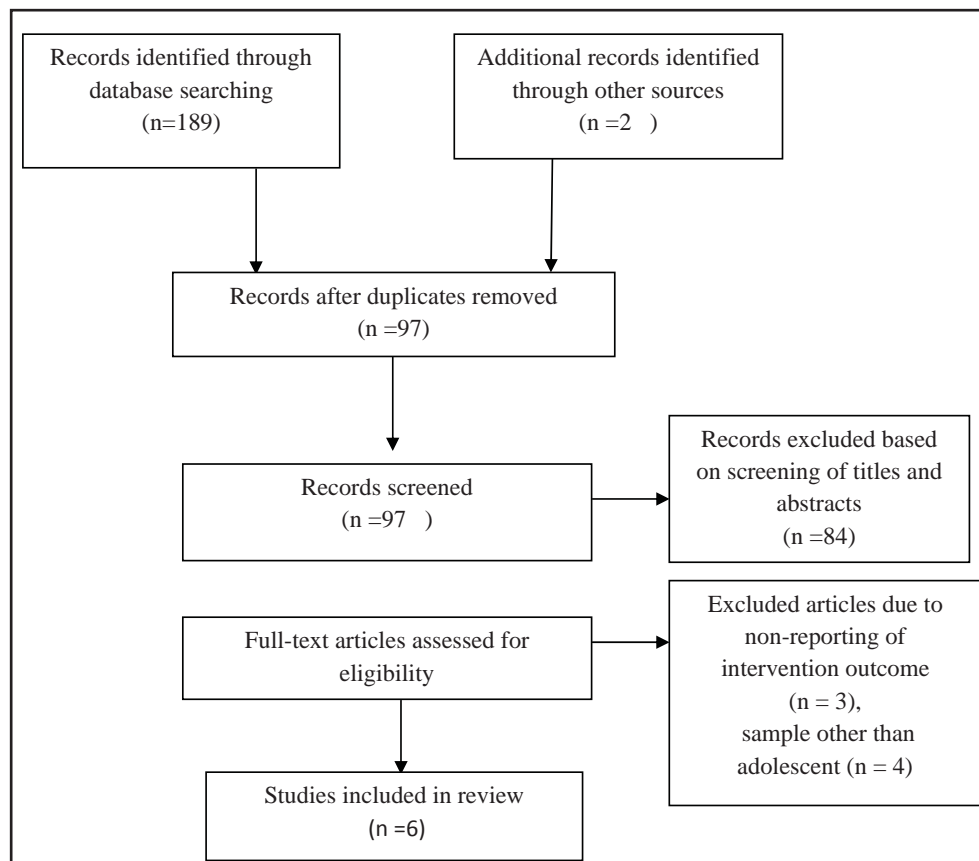 Records identified through
database searching
(n=189)
Additional records identified
through other sources
(n =2   )
Records after duplicates removed
(n =97)
Records screened
(n =97   )
Records excluded based
on screening of titles and
abstracts
(n =84)
Full-text articles assessed for
eligibility
Excluded articles due to
non-reporting of
intervention outcome
(n = 3),
sample other than
adolescent (n = 4)
Studies included in review
(n =6)